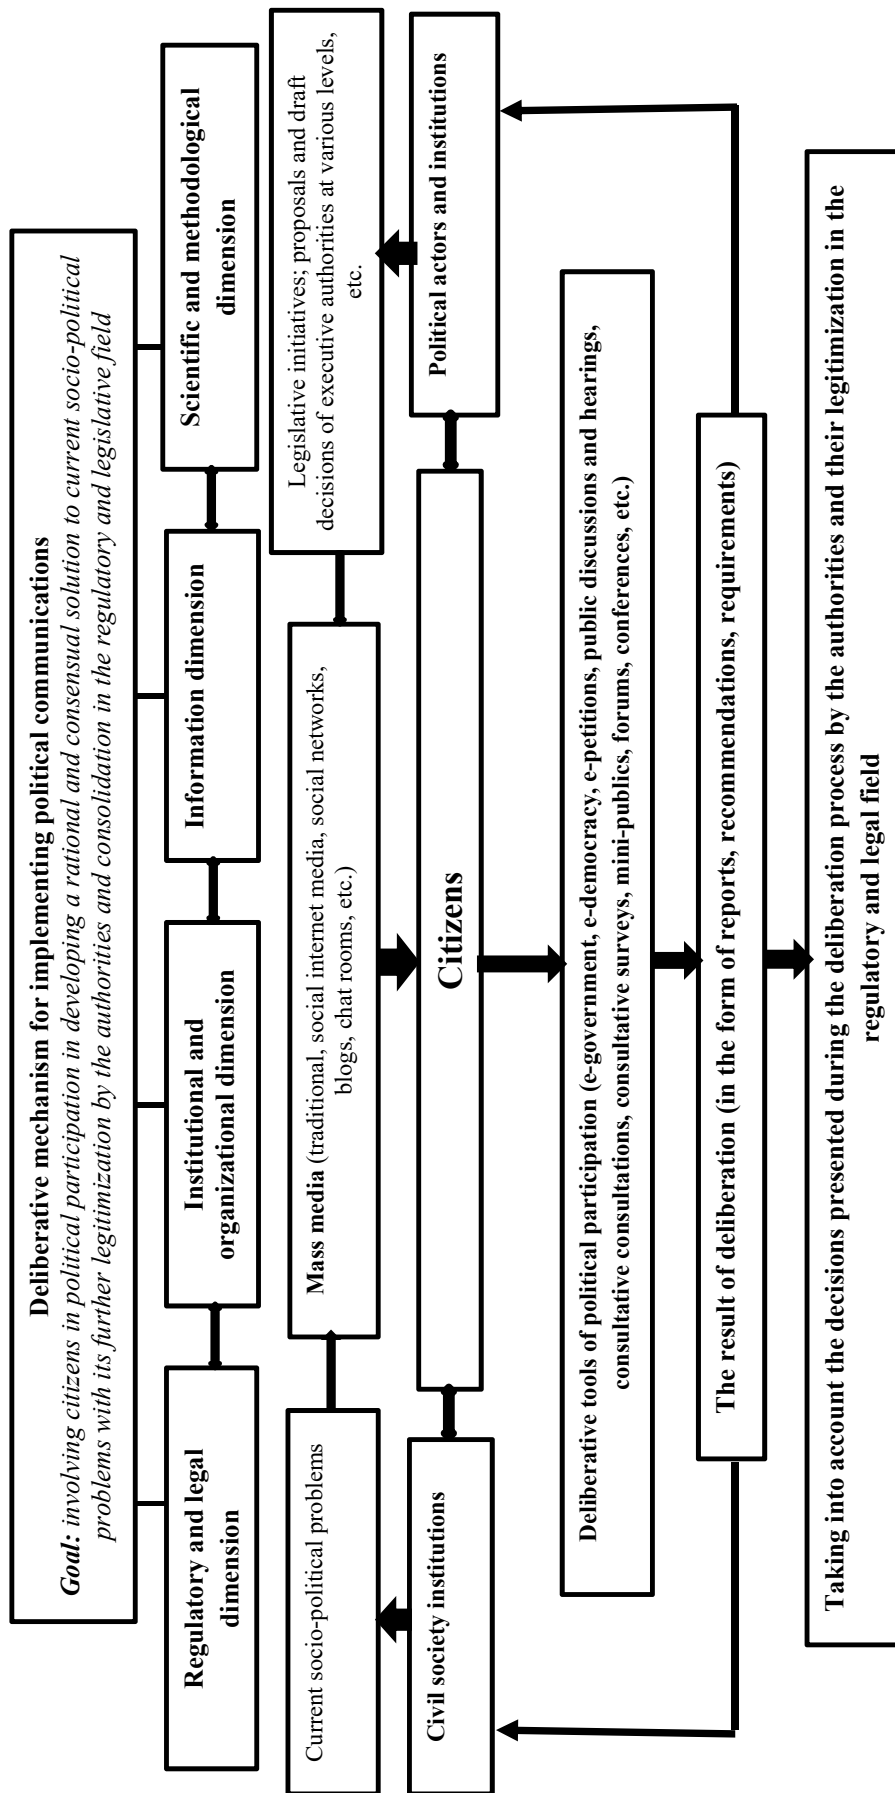 Deliberative mechanism for implementing political communications
Goal: involving citizens in political participation in developing a rational and consensual solution to current socio-political
problems with its further legitimization by the authorities and consolidation in the regulatory and legislative field
Regulatory and legal
dimension
Institutional and
organizational dimension
Information dimension
Scientific and methodological
dimension
Current socio-political problems
Mass media (traditional, social internet media, social networks,
blogs, chat rooms, etc.)
Legislative initiatives; proposals and draft
decisions of executive authorities at various levels,
etc.
Civil society institutions
Citizens
Political actors and institutions
Deliberative tools of political participation (e-government, e-democracy, e-petitions, public discussions and hearings,
consultative consultations, consultative surveys, mini-publics, forums, conferences, etc.)
The result of deliberation (in the form of reports, recommendations, requirements)
Taking into account the decisions presented during the deliberation process by the authorities and their legitimization in the
regulatory and legal field